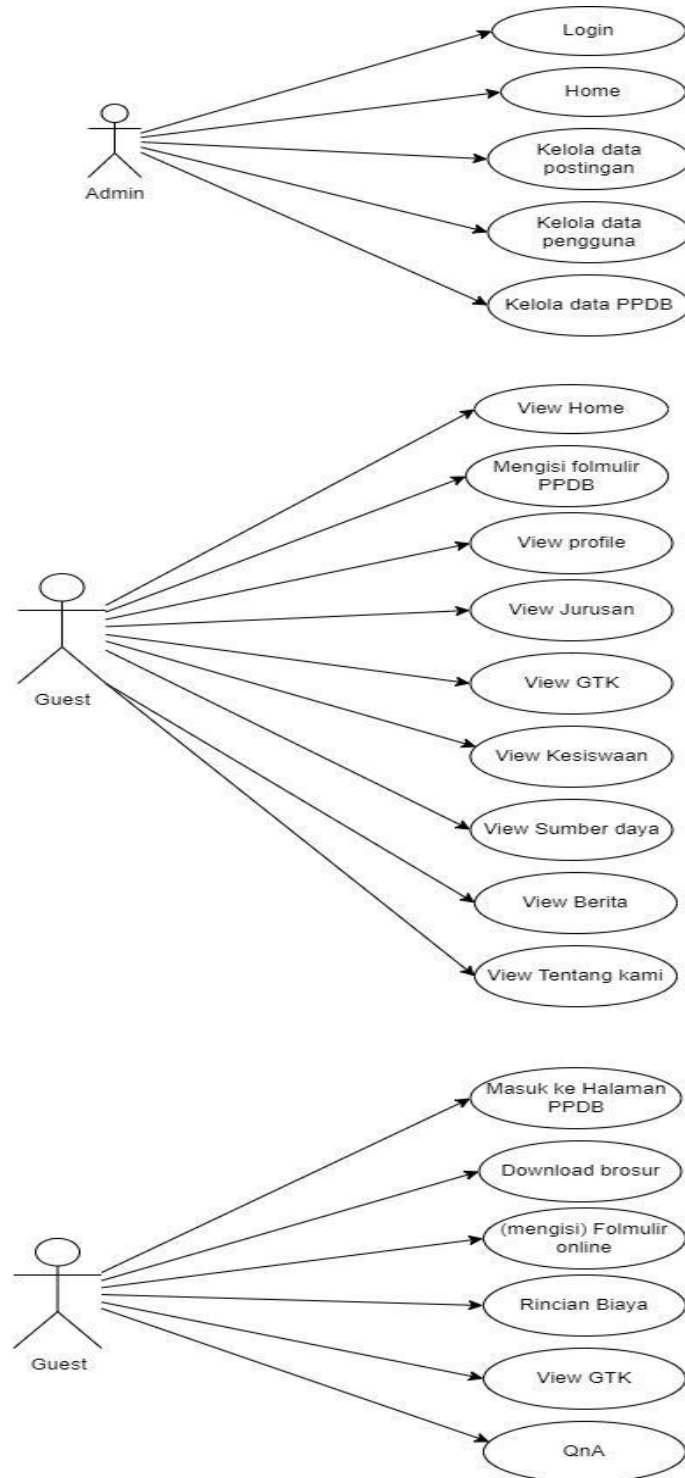 Login
Home
Kelola data
postingan
Admin
Kelola data
pengguna
Kelola data PPDB
View Home
Mengisi folmulir
PPDB
View profile
View Jurusan
View GTK
Guest
View Kesiswaan
View Sumber daya
View Berita
View Tentang kami
Masuk ke Halaman
PPDB
Download brosur
(mengisi) Folmulir
online
Rincian Biaya
Guest
View GTK
QnA